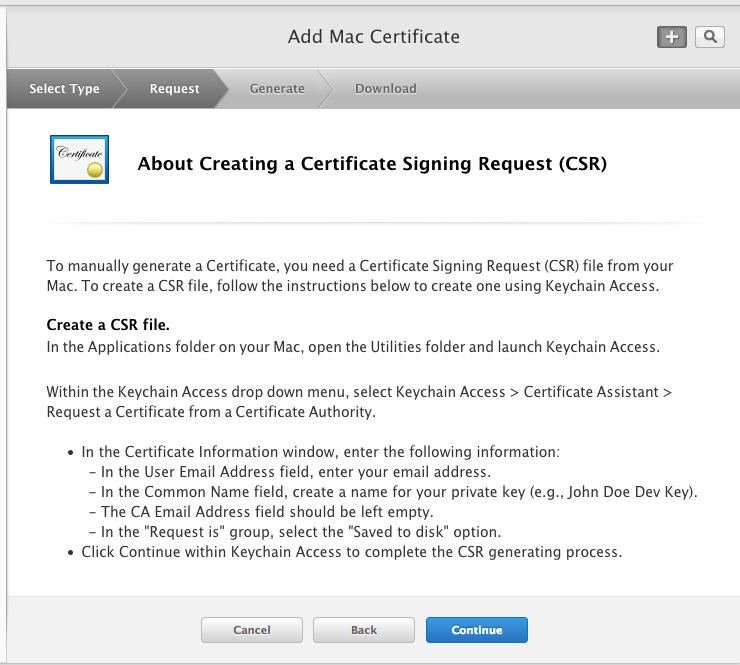 Add Mac Certificate
Select Type
Request
Generate
Download
Certificate
About Creating a Certificate Signing Request (CSR)
To manually generate a Certificate, you need a Certificate Signing Request (CSR) file from your
Mac. To create a CSR file, follow the instructions below to create one using Keychain Access.
Create a CSR file.
In the Applications folder on your Mac, open the Utilities folder and launch Keychain Access.
Within the Keychain Access drop down menu, select Keychain Access > Certificate Assistant >
Request a Certificate from a Certificate Authority.
• In the Certificate Information window, enter the following information:
– In the User Email Address field, enter your email address.
– In the Common Name field, create a name for your private key (e.g., John Doe Dev Key).
– The CA Email Address field should be left empty.
– In the "Request is" group, select the "Saved to disk" option.
• Click Continue within Keychain Access to complete the CSR generating process.
Cancel
Back
Continue